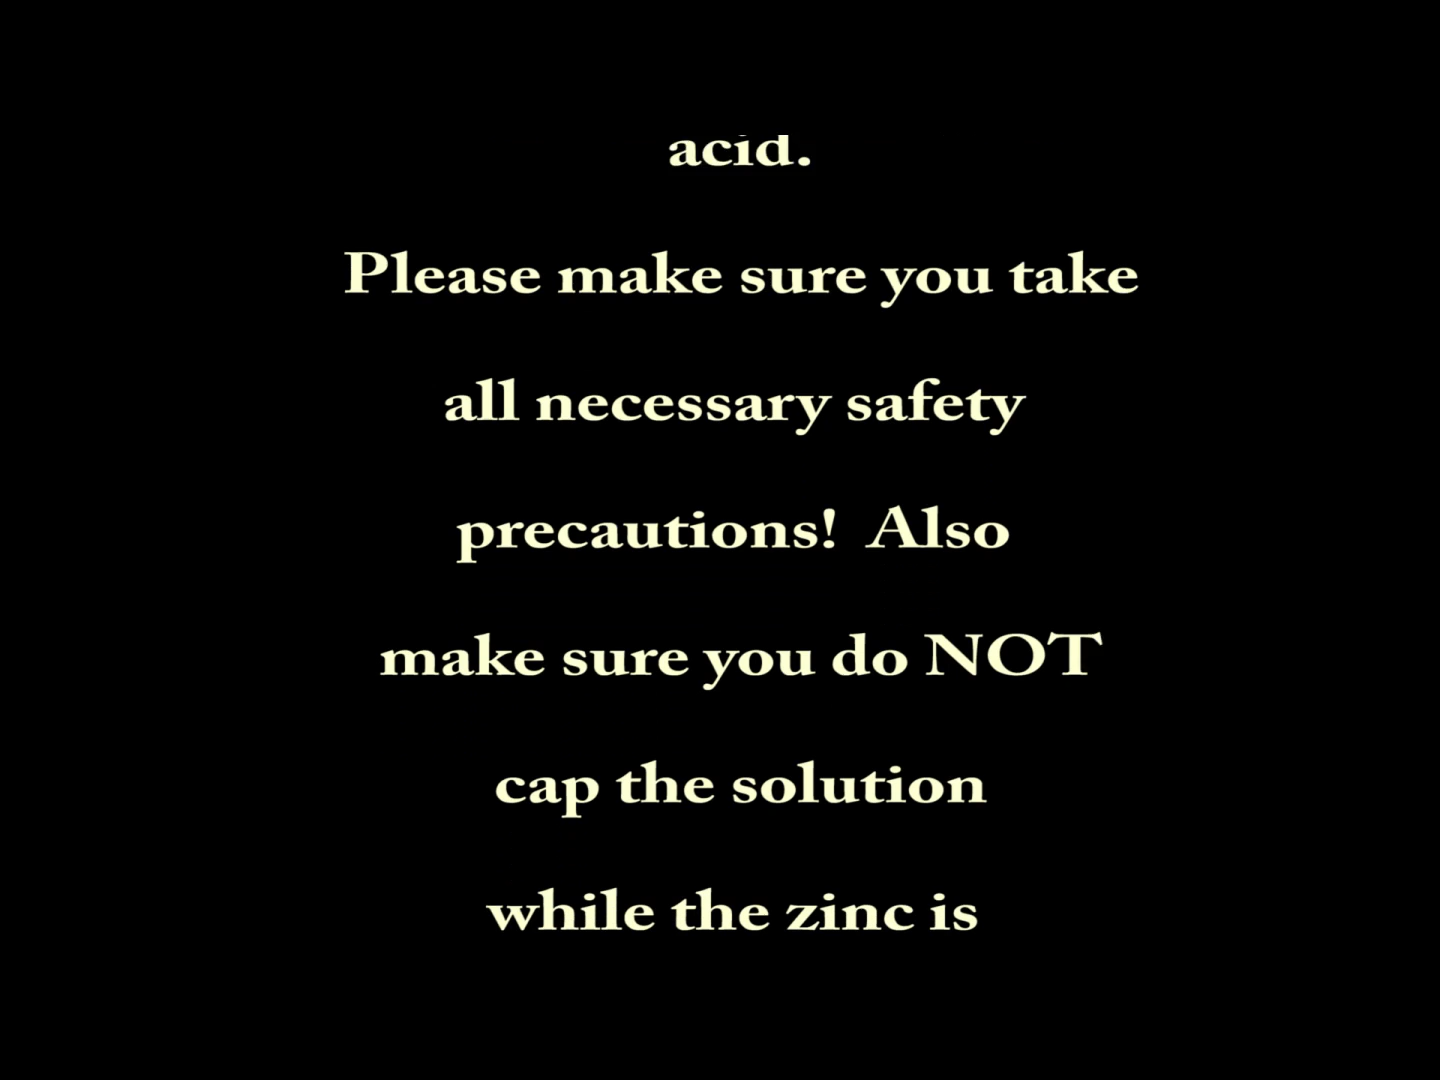 acid.
Please make sure you take
all necessary safety
precautions!  Also
make sure you do NOT
cap the solution
while the zinc is